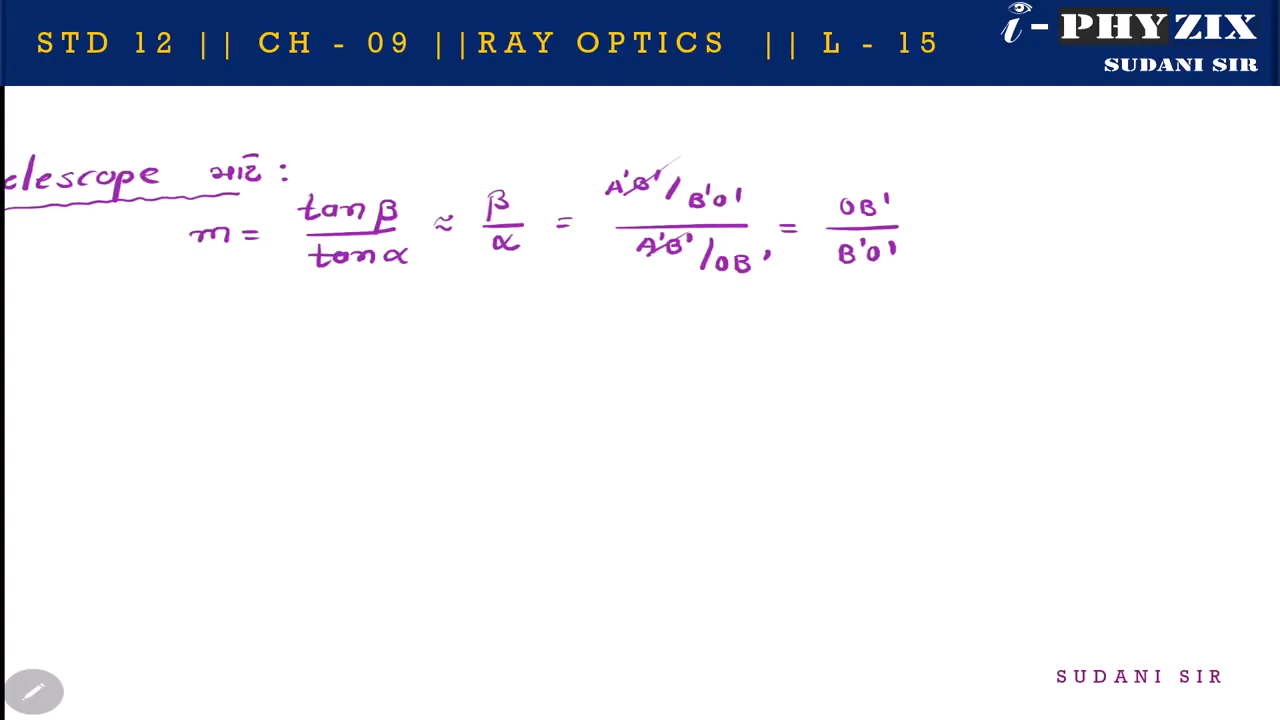 STD 12 || CH - 09 ||RAY OPTICS || L - 15
i-PHYZIX
SUDANI SIR
elescope માટે :
m = tanβ / tanα ≈ β / α = A'B'/B'O' / A'B'/OB' = OB' / B'O'
SUDANI SIR